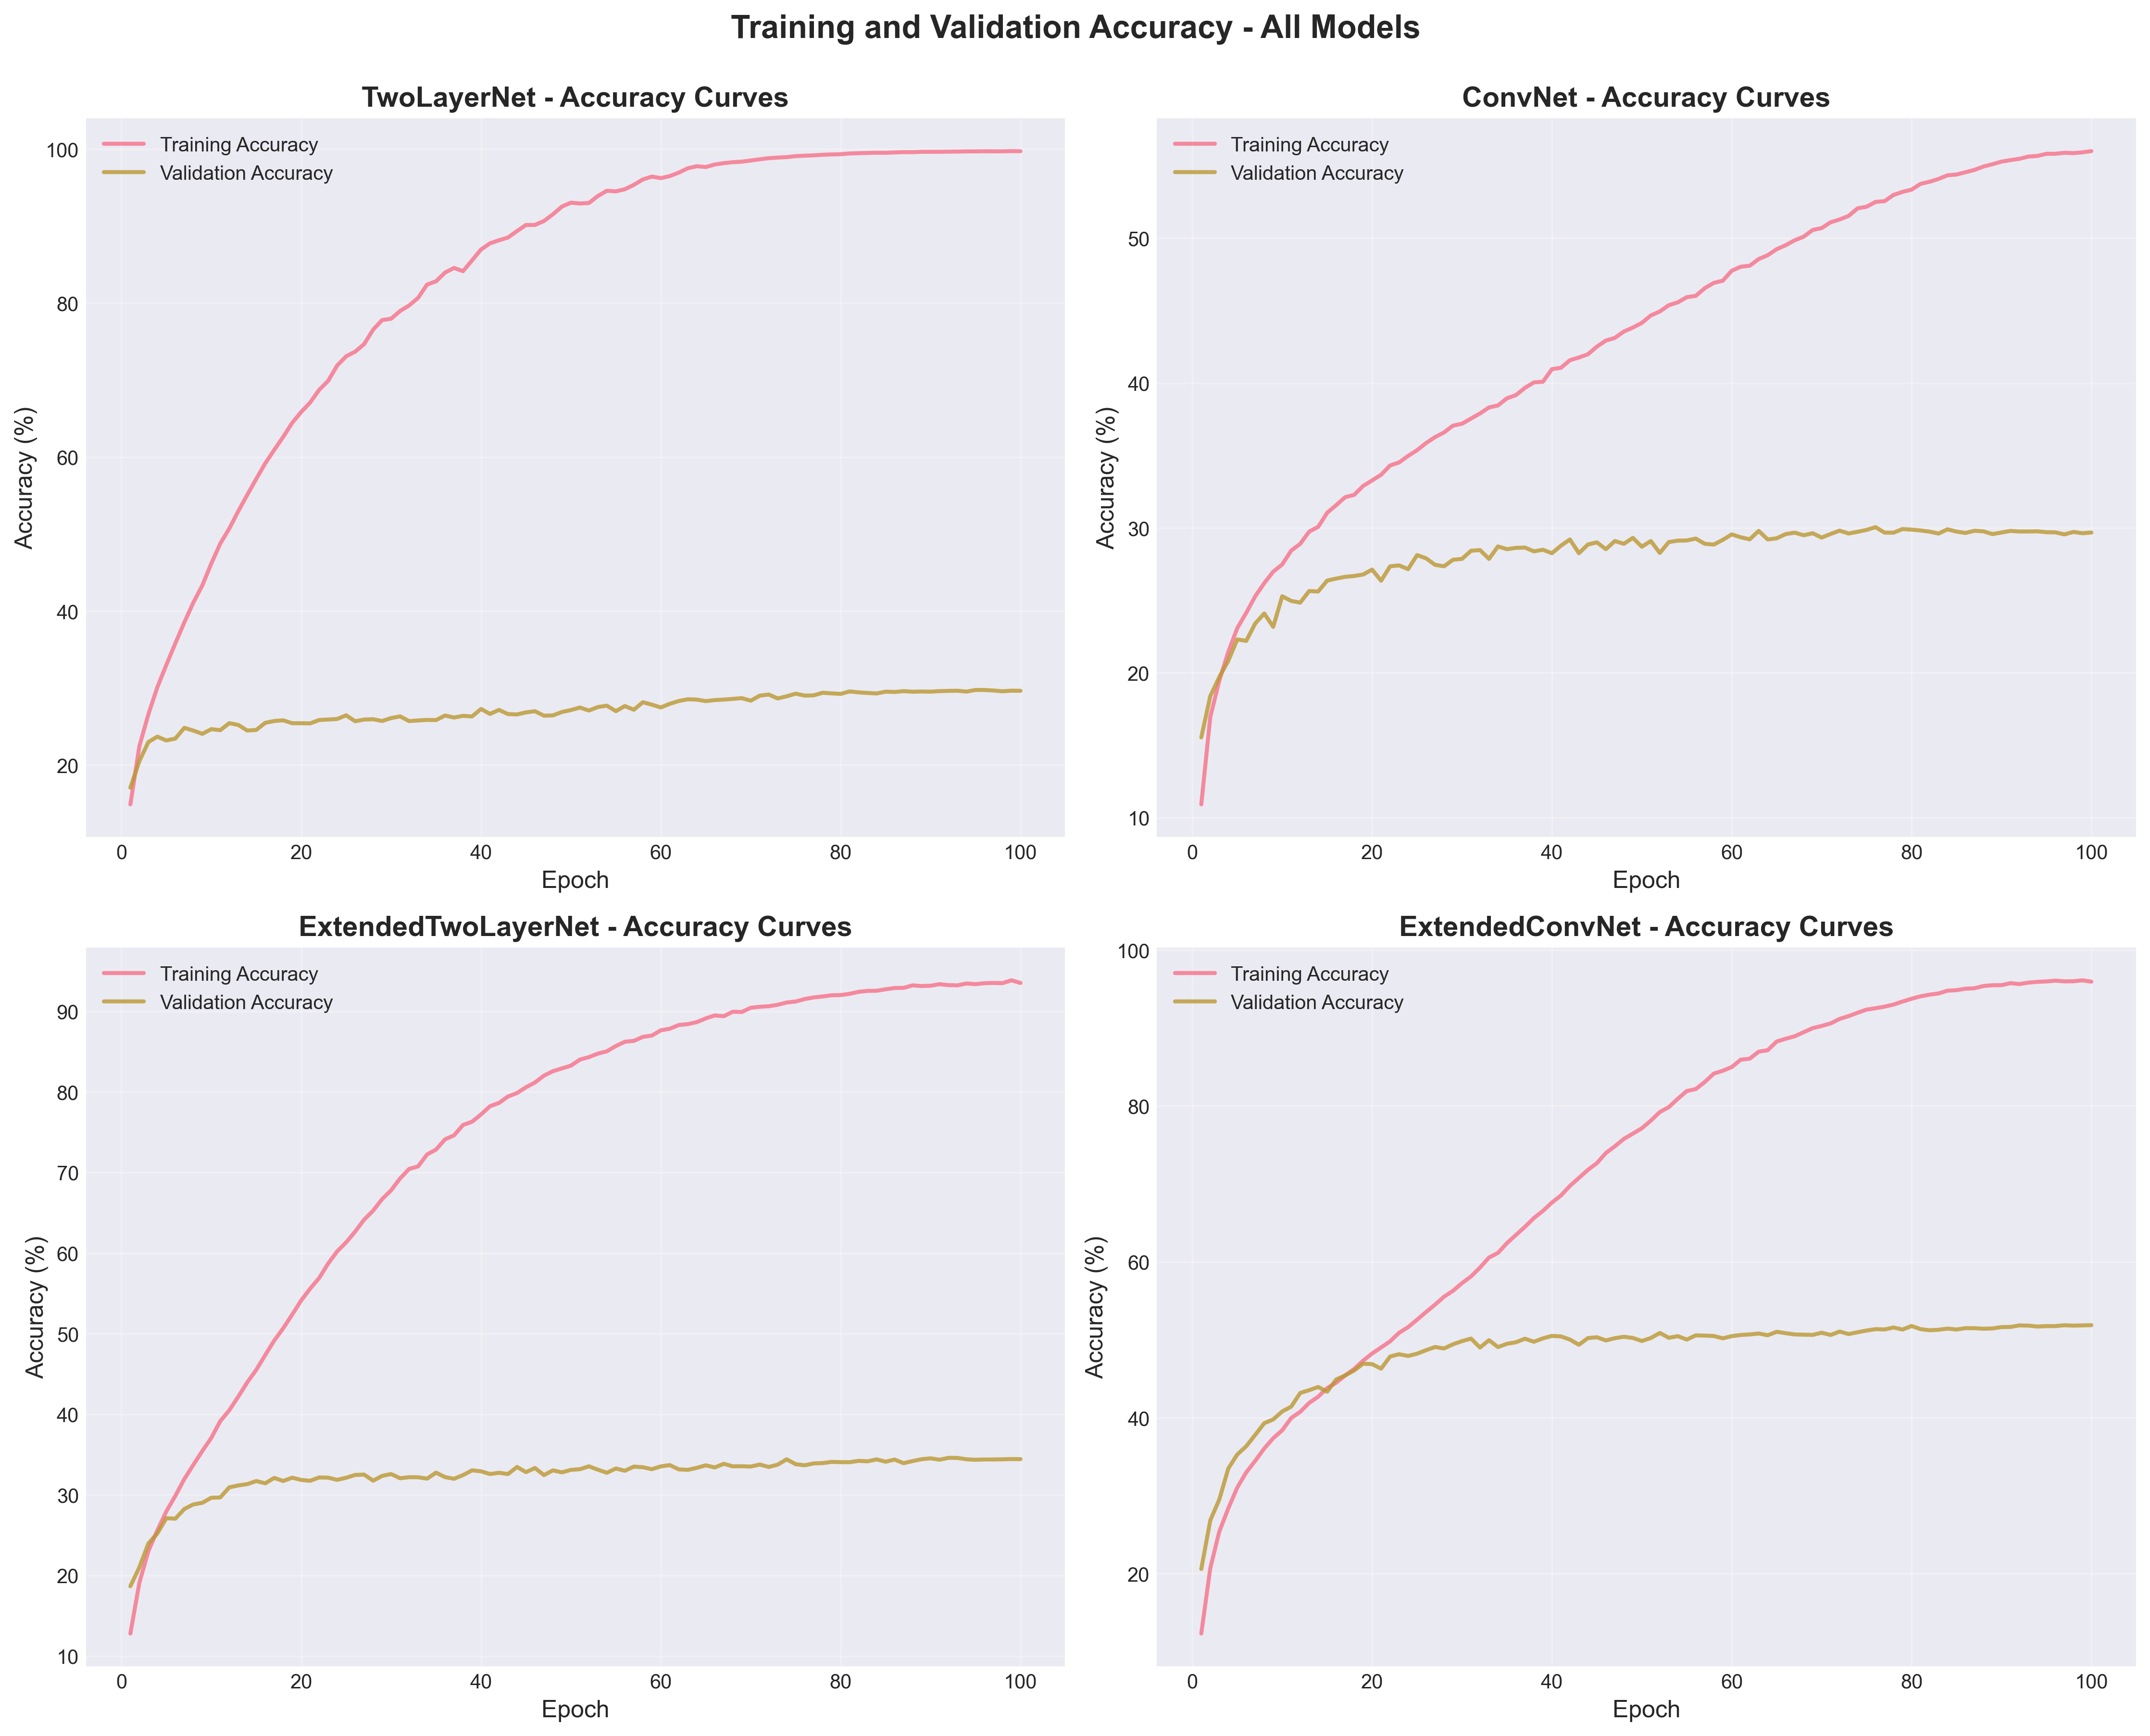 Training and Validation Accuracy - All Models
TwoLayerNet - Accuracy Curves
Training Accuracy
Validation Accuracy
100
80
60
40
20
Accuracy (%)
0 20 40 60 80 100
Epoch
ConvNet - Accuracy Curves
Training Accuracy
Validation Accuracy
50
40
30
20
10
Accuracy (%)
0 20 40 60 80 100
Epoch
ExtendedTwoLayerNet - Accuracy Curves
Training Accuracy
Validation Accuracy
90
80
70
60
50
40
30
20
10
Accuracy (%)
0 20 40 60 80 100
Epoch
ExtendedConvNet - Accuracy Curves
Training Accuracy
Validation Accuracy
100
80
60
40
20
Accuracy (%)
0 20 40 60 80 100
Epoch